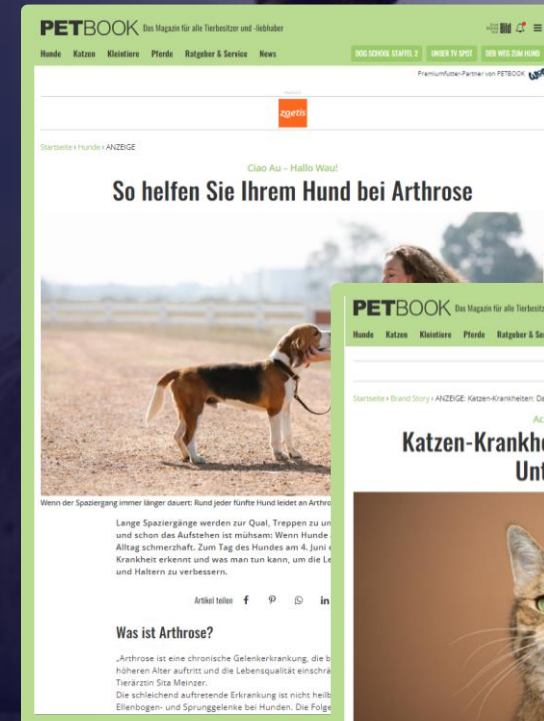 PETBOOK Das Magazin für alle Tierbesitzer und -liebhaber
Bild
Hunde Katzen Kleintiere Pferde Ratgeber & Service News
DOG SCHOOL STAFFEL 2 UNSER TV SPOT DER WEG ZUM HUND
Premiumfutter-Partner von PETBOOK
zoetis
Startseite › Hunde › ANZEIGE
Ciao Au – Hallo Wau!
So helfen Sie Ihrem Hund bei Arthrose
Wenn der Spaziergang immer länger dauert: Rund jeder fünfte Hund leidet an Arthro
Lange Spaziergänge werden zur Qual, Treppen zu un
und schon das Aufstehen ist mühsam: Wenn Hunde
Alltag schmerzhaft. Zum Tag des Hundes am 4. Juni
Krankheit erkennt und was man tun kann, um die Le
und Haltern zu verbessern.
Artikel teilen
Was ist Arthrose?
„Arthrose ist eine chronische Gelenkerkrankung, die b
höheren Alter auftritt und die Lebensqualität einschrä
Tierärztin Sita Meinzer.
Die schleichend auftretende Erkrankung ist nicht heilb
Ellenbogen- und Sprunggelenke bei Hunden. Die Folge
PETBOOK Das Magazin für alle Tierbesitz
Hunde Katzen Kleintiere Pferde Ratgeber & Ser
Startseite › Brand Story › ANZEIGE: Katzen-Krankheiten: Da
Katzen-Krankhe
Unt